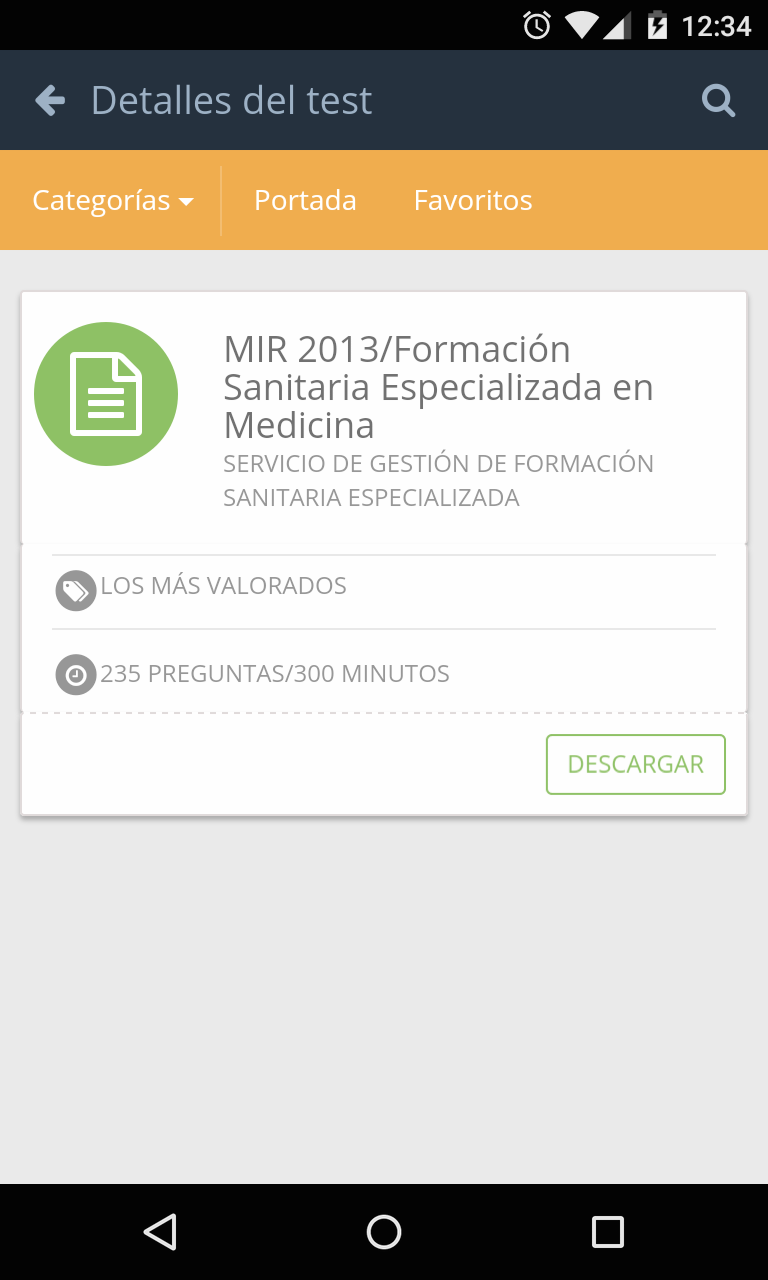 12:34
Detalles del test
Categorías Portada Favoritos
MIR 2013/Formación
Sanitaria Especializada en
Medicina
SERVICIO DE GESTIÓN DE FORMACIÓN
SANITARIA ESPECIALIZADA
LOS MÁS VALORADOS
235 PREGUNTAS/300 MINUTOS
DESCARGAR